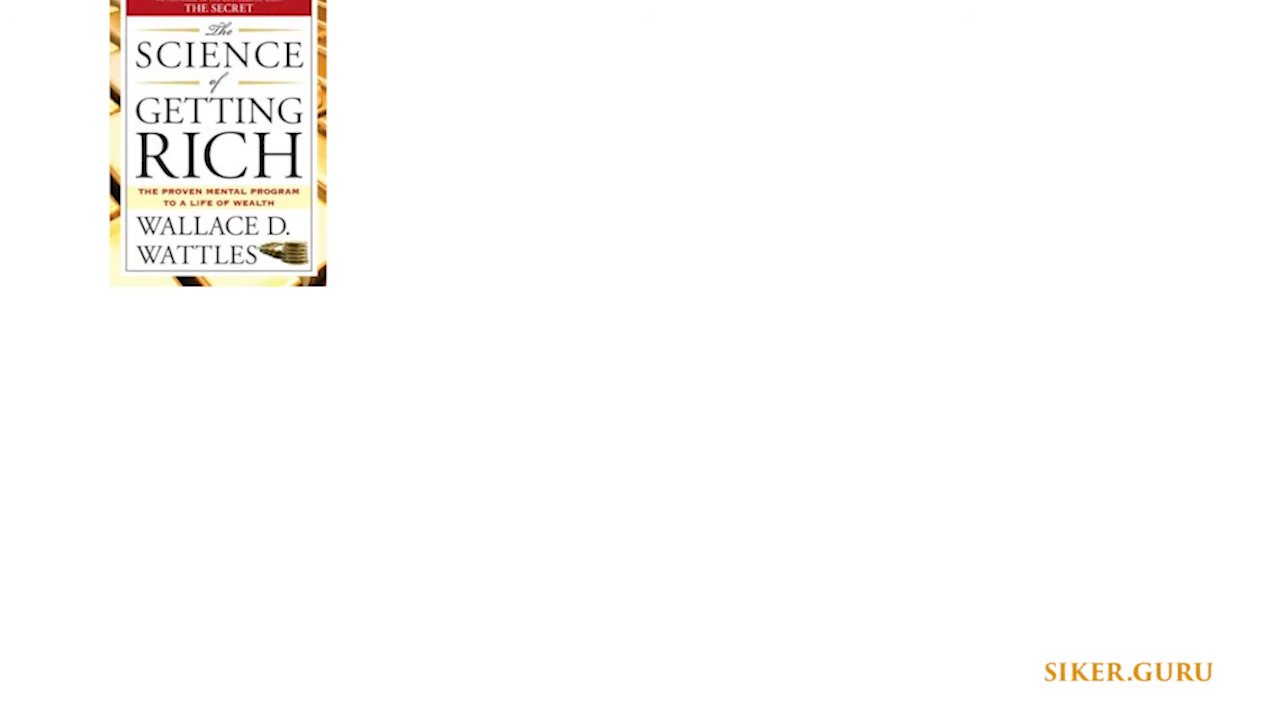 THE SECRET
The
SCIENCE
of
GETTING
RICH
THE PROVEN MENTAL PROGRAM
TO A LIFE OF WEALTH
WALLACE D.
WATTLES
SIKER.GURU